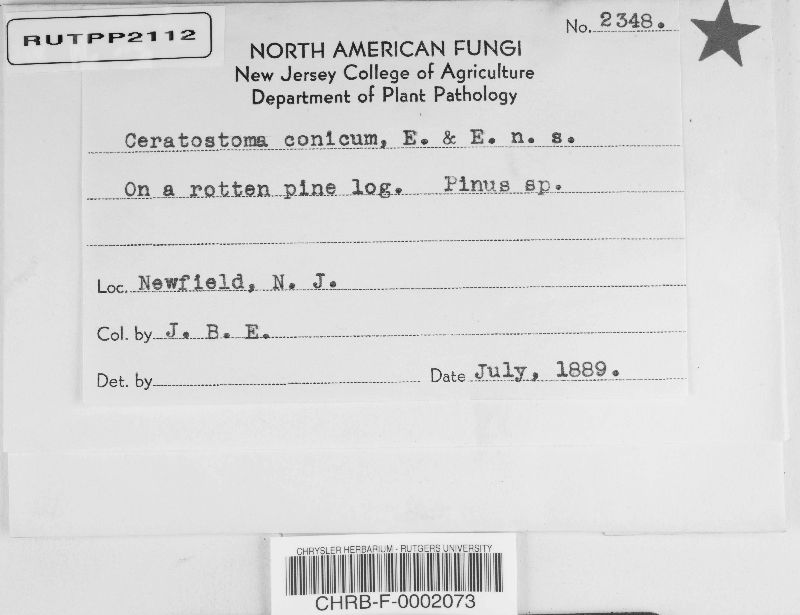 RUTPP2112
No. 2348.
NORTH AMERICAN FUNGI
New Jersey College of Agriculture
Department of Plant Pathology
Ceratostoma conicum, E. & E. n. s.
On a rotten pine log. Pinus sp.
Loc. Newfield, N. J.
Col. by J. B. E.
Det. by Date July, 1889.
CHRYSLER HERBARIUM - RUTGERS UNIVERSITY
CHRB-F-0002073